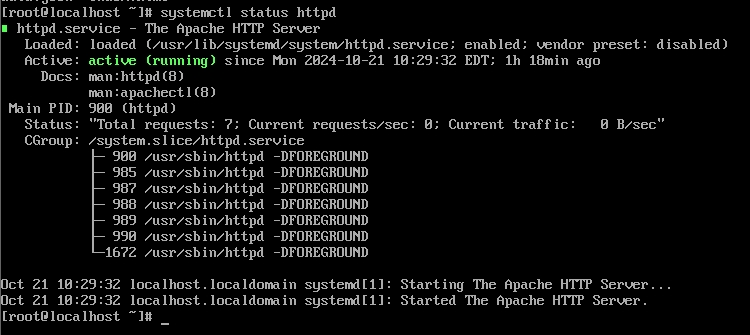 [root@localhost ~]# systemctl status httpd
httpd.service - The Apache HTTP Server
Loaded: loaded (/usr/lib/systemd/system/httpd.service; enabled; vendor preset: disabled)
Active: active (running) since Mon 2024-10-21 10:29:32 EDT; 1h 18min ago
Docs: man:httpd(8)
man:apachectl(8)
Main PID: 900 (httpd)
Status: "Total requests: 7; Current requests/sec: 0; Current traffic:   0 B/sec"
CGroup: /system.slice/httpd.service
├─ 900 /usr/sbin/httpd -DFOREGROUND
├─ 985 /usr/sbin/httpd -DFOREGROUND
├─ 987 /usr/sbin/httpd -DFOREGROUND
├─ 988 /usr/sbin/httpd -DFOREGROUND
├─ 989 /usr/sbin/httpd -DFOREGROUND
├─ 990 /usr/sbin/httpd -DFOREGROUND
└─1672 /usr/sbin/httpd -DFOREGROUND
Oct 21 10:29:32 localhost.localdomain systemd[1]: Starting The Apache HTTP Server...
Oct 21 10:29:32 localhost.localdomain systemd[1]: Started The Apache HTTP Server.
[root@localhost ~]# _